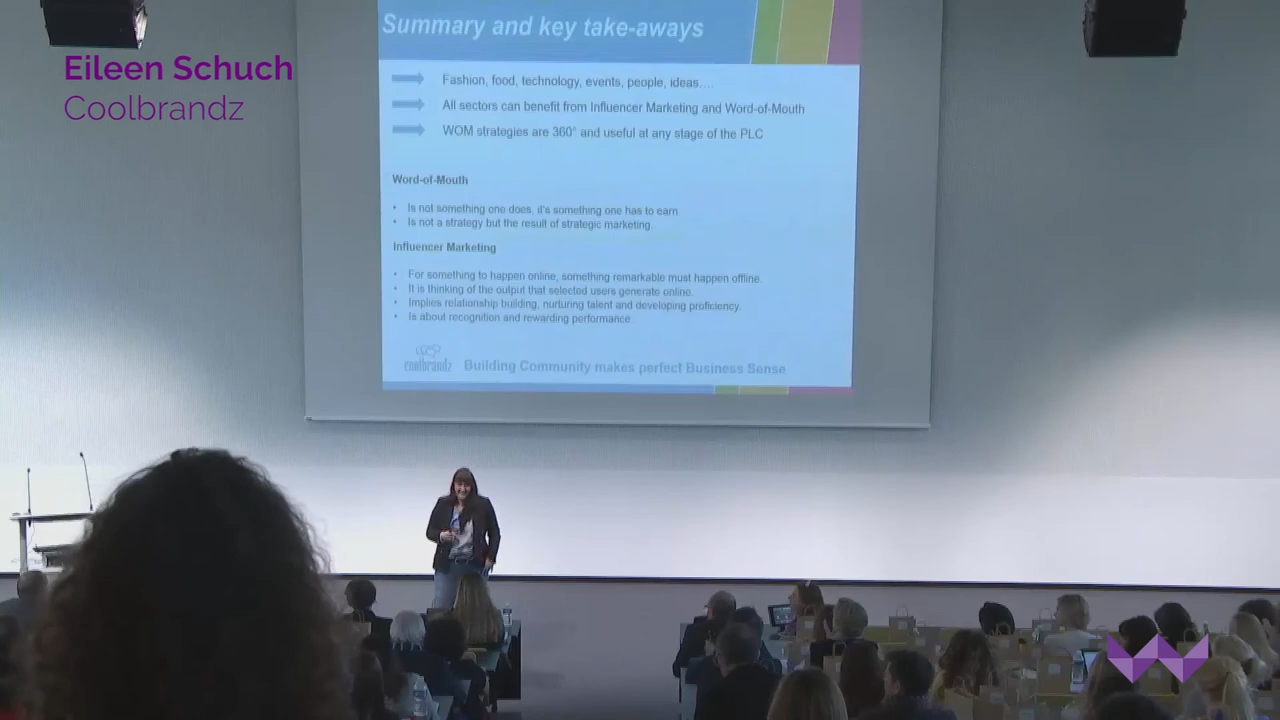 Eileen Schuch
Coolbrandz
Summary and key take-aways
Fashion, food, technology, events, people, ideas....
All sectors can benefit from Influencer Marketing and Word-of-Mouth
WOM strategies are 360° and useful at any stage of the PLC
Word-of-Mouth
• Is not something one does, it's something one has to earn
• Is not a strategy but the result of strategic marketing.
Influencer Marketing
• For something to happen online, something remarkable must happen offline.
• It is thinking of the output that selected users generate online.
• Implies relationship building, nurturing talent and developing proficiency.
• Is about recognition and rewarding performance
coolbrandz Building Community makes perfect Business Sense